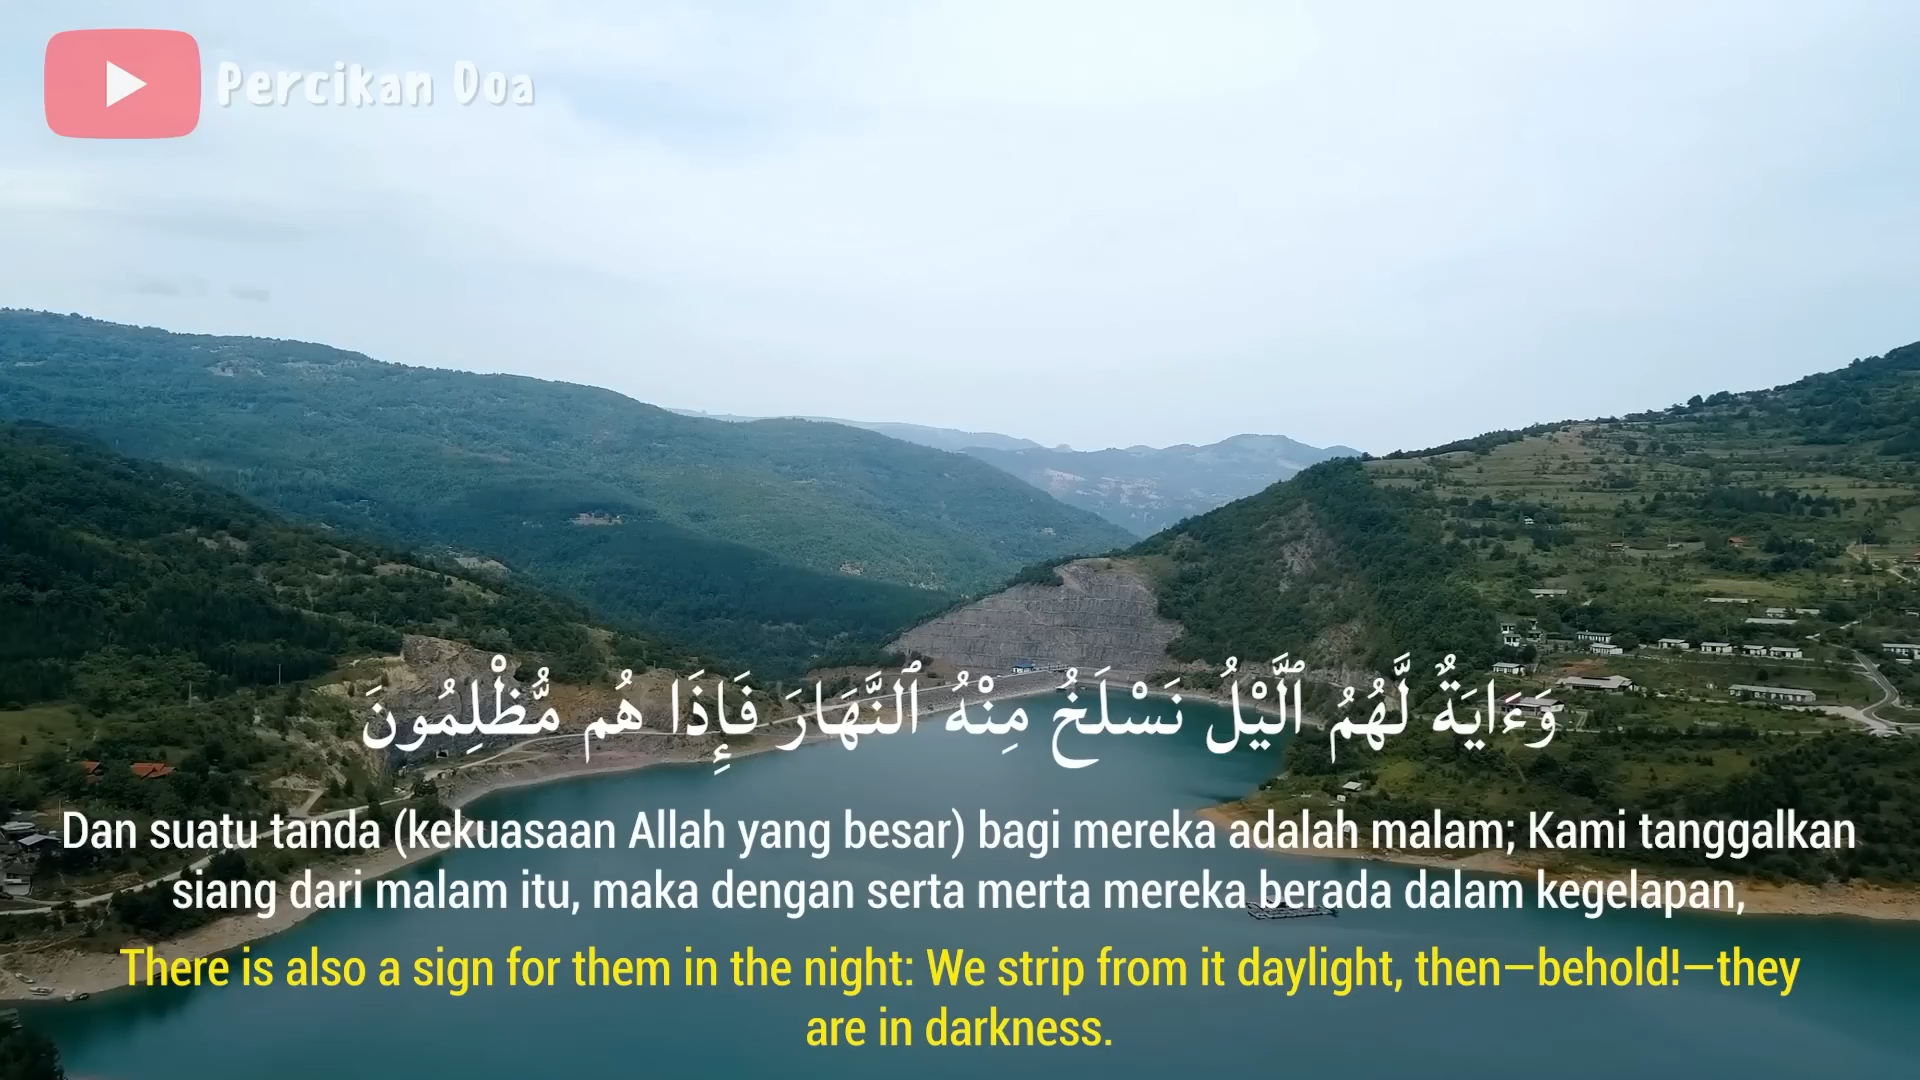 Percikan Doa
وَءَايَةٌ لَّهُمُ ٱلَّيْلُ نَسْلَخُ مِنْهُ ٱلنَّهَارَ فَإِذَا هُم مُّظْلِمُونَ
Dan suatu tanda (kekuasaan Allah yang besar) bagi mereka adalah malam; Kami tanggalkan
siang dari malam itu, maka dengan serta merta mereka berada dalam kegelapan,
There is also a sign for them in the night: We strip from it daylight, then—behold!—they
are in darkness.